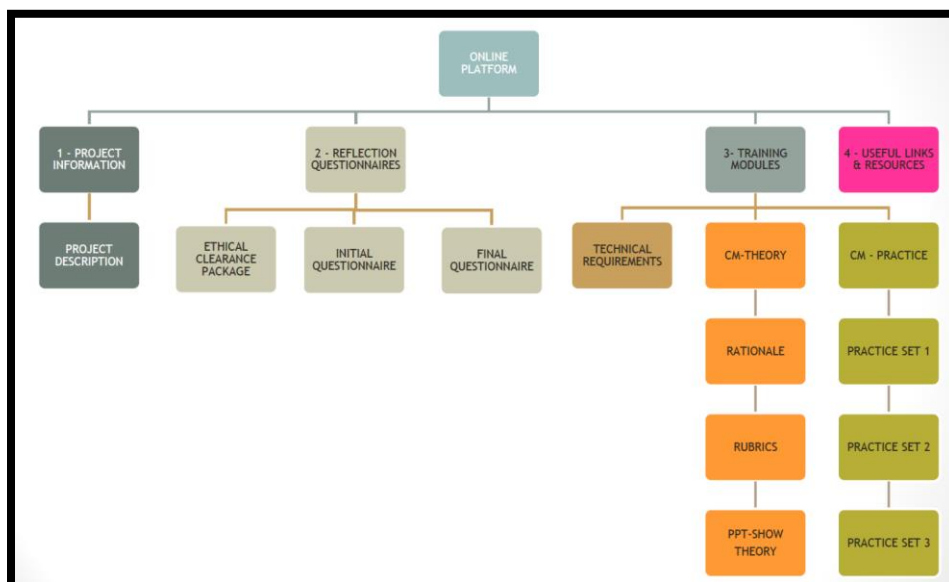 ONLINE
PLATFORM
1 - PROJECT
INFORMATION
2 - REFLECTION
QUESTIONNAIRES
3- TRAINING
MODULES
4 - USEFUL LINKS
& RESOURCES
PROJECT
DESCRIPTION
ETHICAL
CLEARANCE
PACKAGE
INITIAL
QUESTIONNAIRE
FINAL
QUESTIONNAIRE
TECHNICAL
REQUIREMENTS
CM-THEORY
CM - PRACTICE
RATIONALE
PRACTICE SET 1
RUBRICS
PRACTICE SET 2
PPT-SHOW
THEORY
PRACTICE SET 3